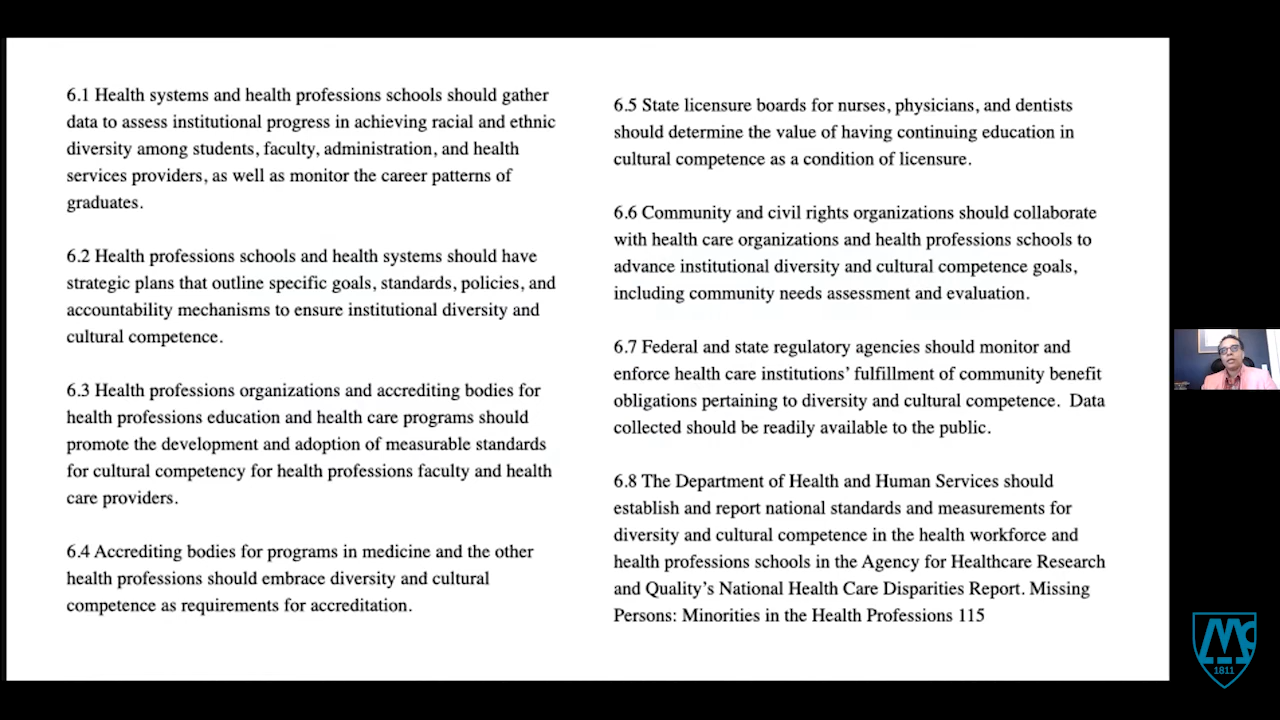 6.1 Health systems and health professions schools should gather
data to assess institutional progress in achieving racial and ethnic
diversity among students, faculty, administration, and health
services providers, as well as monitor the career patterns of
graduates.
6.2 Health professions schools and health systems should have
strategic plans that outline specific goals, standards, policies, and
accountability mechanisms to ensure institutional diversity and
cultural competence.
6.3 Health professions organizations and accrediting bodies for
health professions education and health care programs should
promote the development and adoption of measurable standards
for cultural competency for health professions faculty and health
care providers.
6.4 Accrediting bodies for programs in medicine and the other
health professions should embrace diversity and cultural
competence as requirements for accreditation.
6.5 State licensure boards for nurses, physicians, and dentists
should determine the value of having continuing education in
cultural competence as a condition of licensure.
6.6 Community and civil rights organizations should collaborate
with health care organizations and health professions schools to
advance institutional diversity and cultural competence goals,
including community needs assessment and evaluation.
6.7 Federal and state regulatory agencies should monitor and
enforce health care institutions’ fulfillment of community benefit
obligations pertaining to diversity and cultural competence.  Data
collected should be readily available to the public.
6.8 The Department of Health and Human Services should
establish and report national standards and measurements for
diversity and cultural competence in the health workforce and
health professions schools in the Agency for Healthcare Research
and Quality’s National Health Care Disparities Report. Missing
Persons: Minorities in the Health Professions 115
1811